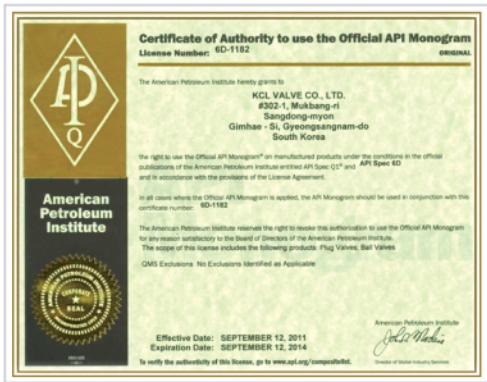 Certificate of Authority to use the Official API Monogram
License Number: 6D-1182
ORIGINAL
The American Petroleum Institute hereby grants to
KCL VALVE CO., LTD.
#302-1, Mukbang-ri
Sangdong-myon
Gimhae - Si, Gyeongsangnam-do
South Korea
the right to use the Official API Monogram® on manufactured products under the conditions in the official
publications of the American Petroleum Institute entitled API Spec Q1® and API Spec 6D
and in accordance with the provisions of the License Agreement.
In all cases where the Official API Monogram is applied, the API Monogram should be used in conjunction with this
certificate number: 6D-1182
The American Petroleum Institute reserves the right to revoke this authorization to use the Official API Monogram
for any reason satisfactory to the Board of Directors of the American Petroleum Institute.
The scope of this license includes the following products: Plug Valves, Ball Valves
QMS Exclusions: No Exclusions Identified as Applicable
API
Q
American
Petroleum
Institute
CORPORATE
SEAL
American Petroleum Institute
Effective Date: SEPTEMBER 12, 2011
Expiration Date: SEPTEMBER 12, 2014
To verify the authenticity of this license, go to www.api.org/compositelist.
Director of Global Industry Services